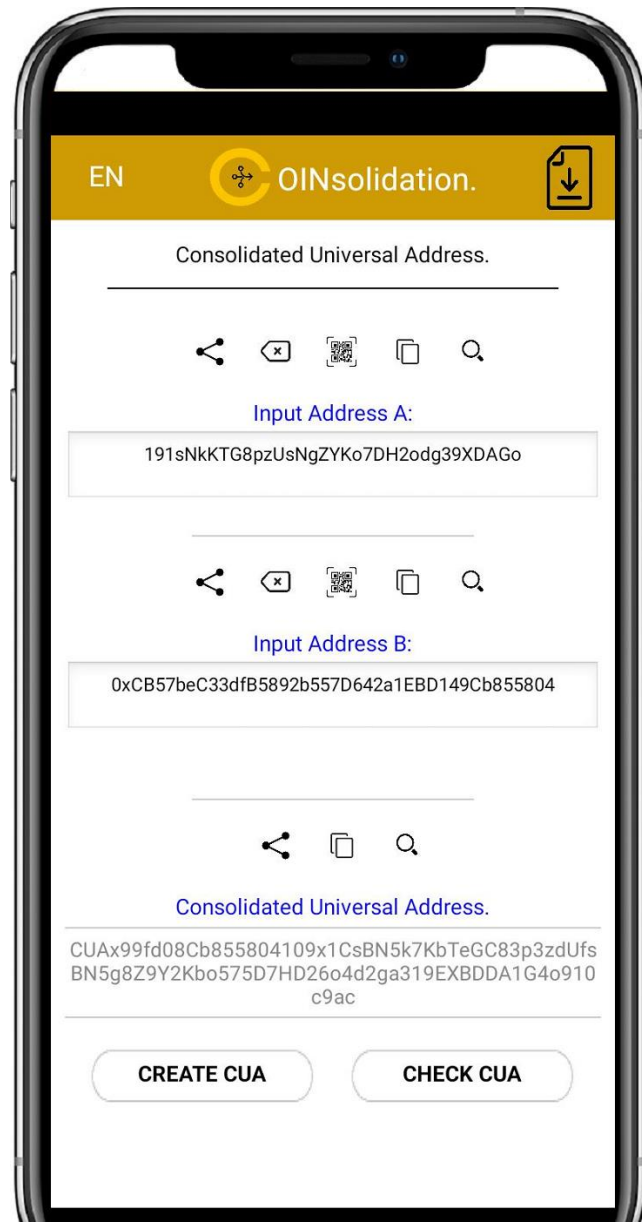 EN
COINsolidation.
Consolidated Universal Address.
Input Address A:
191sNkKTG8pzUsNgZYKo7DH2odg39XDAGo
Input Address B:
0xCB57beC33dfB5892b557D642a1EBD149Cb855804
Consolidated Universal Address.
CUAx99fd08Cb855804109x1CsBN5k7KbTeGC83p3zdUfs
BN5g8Z9Y2Kbo575D7HD26o4d2ga319EXBDDA1G4o910
c9ac
CREATE CUA
CHECK CUA